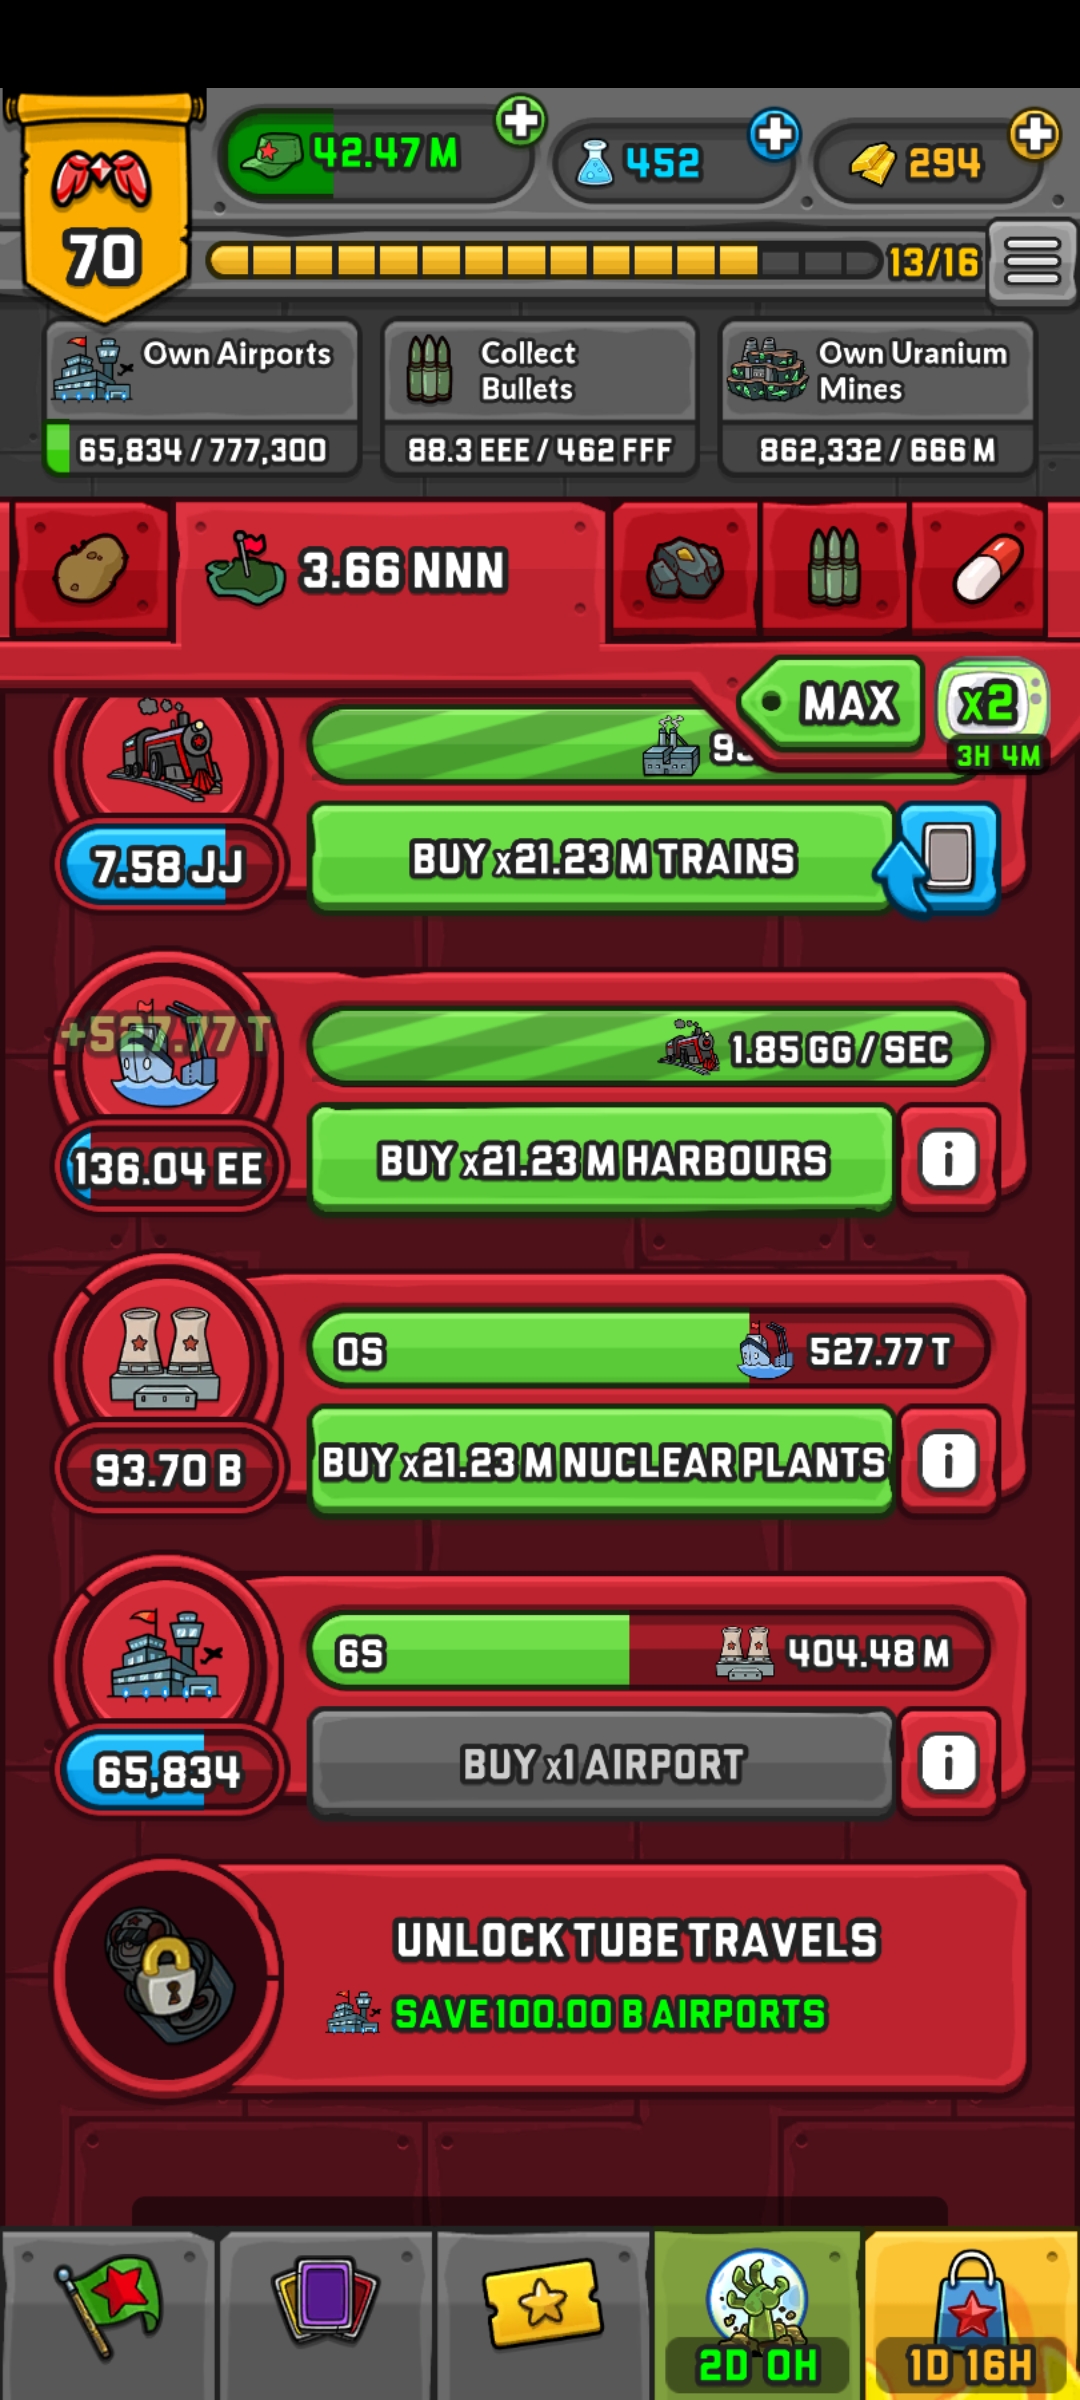 42.47 M
452
294
70
13/16
Own Airports
65,834 / 777,300
Collect
Bullets
88.3 EEE / 462 FFF
Own Uranium
Mines
862,332 / 666 M
3.66 NNN
MAX
x2
3H 4M
7.58 JJ
BUY x21.23 M TRAINS
+527.77 T
1.85 GG / SEC
136.04 EE
BUY x21.23 M HARBOURS
0S
527.77 T
93.70 B
BUY x21.23 M NUCLEAR PLANTS
6S
404.48 M
65,834
BUY x1 AIRPORT
UNLOCK TUBE TRAVELS
SAVE 100.00 B AIRPORTS
2D 0H
1D 16H